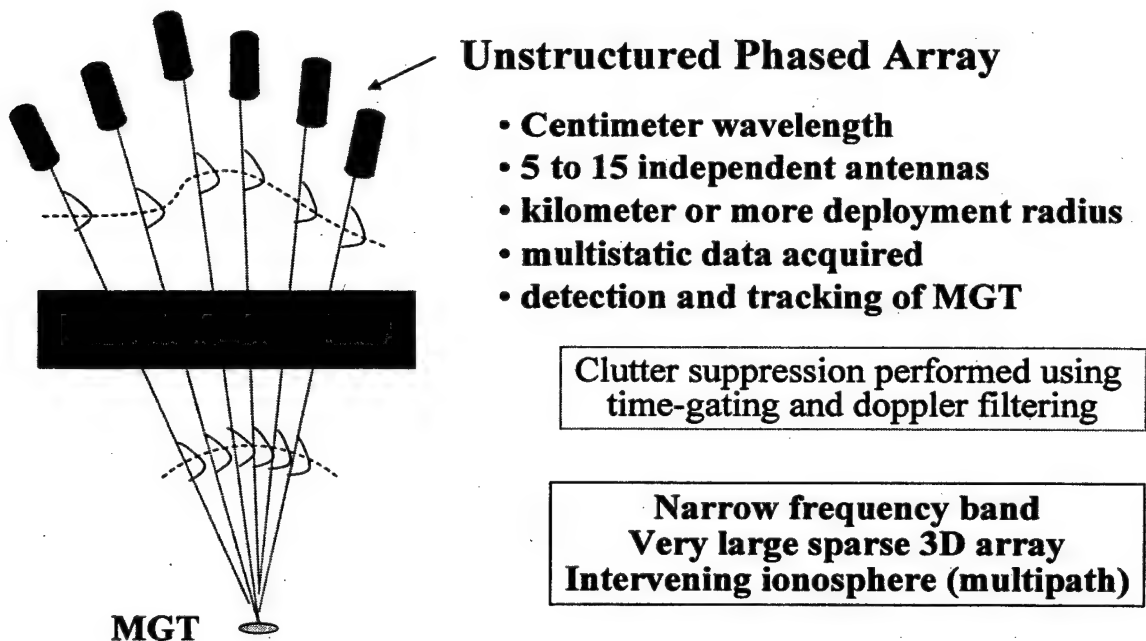 Unstructured Phased Array
• Centimeter wavelength
• 5 to 15 independent antennas
• kilometer or more deployment radius
• multistatic data acquired
• detection and tracking of MGT
Clutter suppression performed using
time-gating and doppler filtering
Narrow frequency band
Very large sparse 3D array
Intervening ionosphere (multipath)
MGT